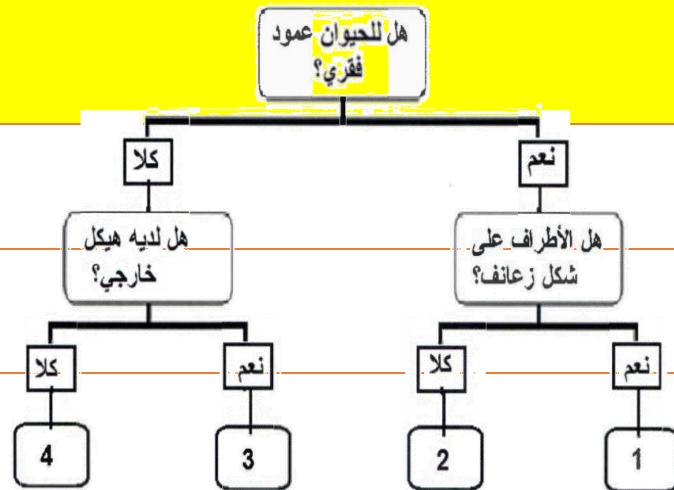 هل للحيوان عمود
فقري؟
نعم
كلا
هل الأطراف على
شكل زعانف؟
هل لديه هيكل
خارجي؟
نعم
كلا
نعم
كلا
1
2
3
4